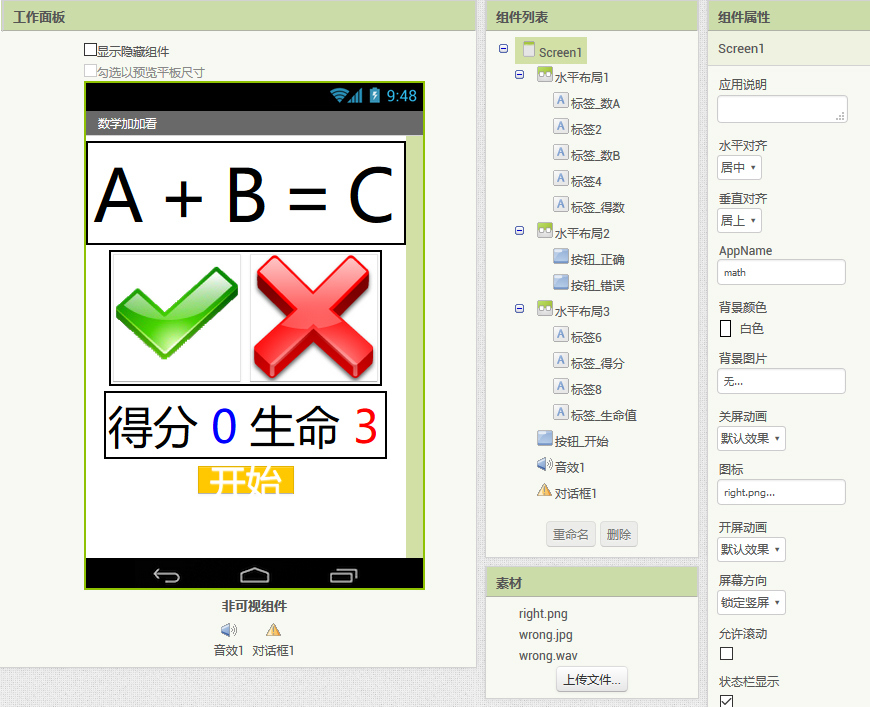 工作面板
显示隐藏组件
勾选以预览平板尺寸
9:48
数学加加看
A + B = C
得分 0 生命 3
开始
非可视组件
音效1 对话框1
组件列表
Screen1
水平布局1
标签_数A
标签2
标签_数B
标签4
标签_得数
水平布局2
按钮_正确
按钮_错误
水平布局3
标签6
标签_得分
标签8
标签_生命值
按钮_开始
音效1
对话框1
重命名 删除
素材
right.png
wrong.jpg
wrong.wav
上传文件...
组件属性
Screen1
应用说明
水平对齐
居中
垂直对齐
居上
AppName
math
背景颜色
白色
背景图片
无...
关屏动画
默认效果
图标
right.png...
开屏动画
默认效果
屏幕方向
锁定竖屏
允许滚动
状态栏显示